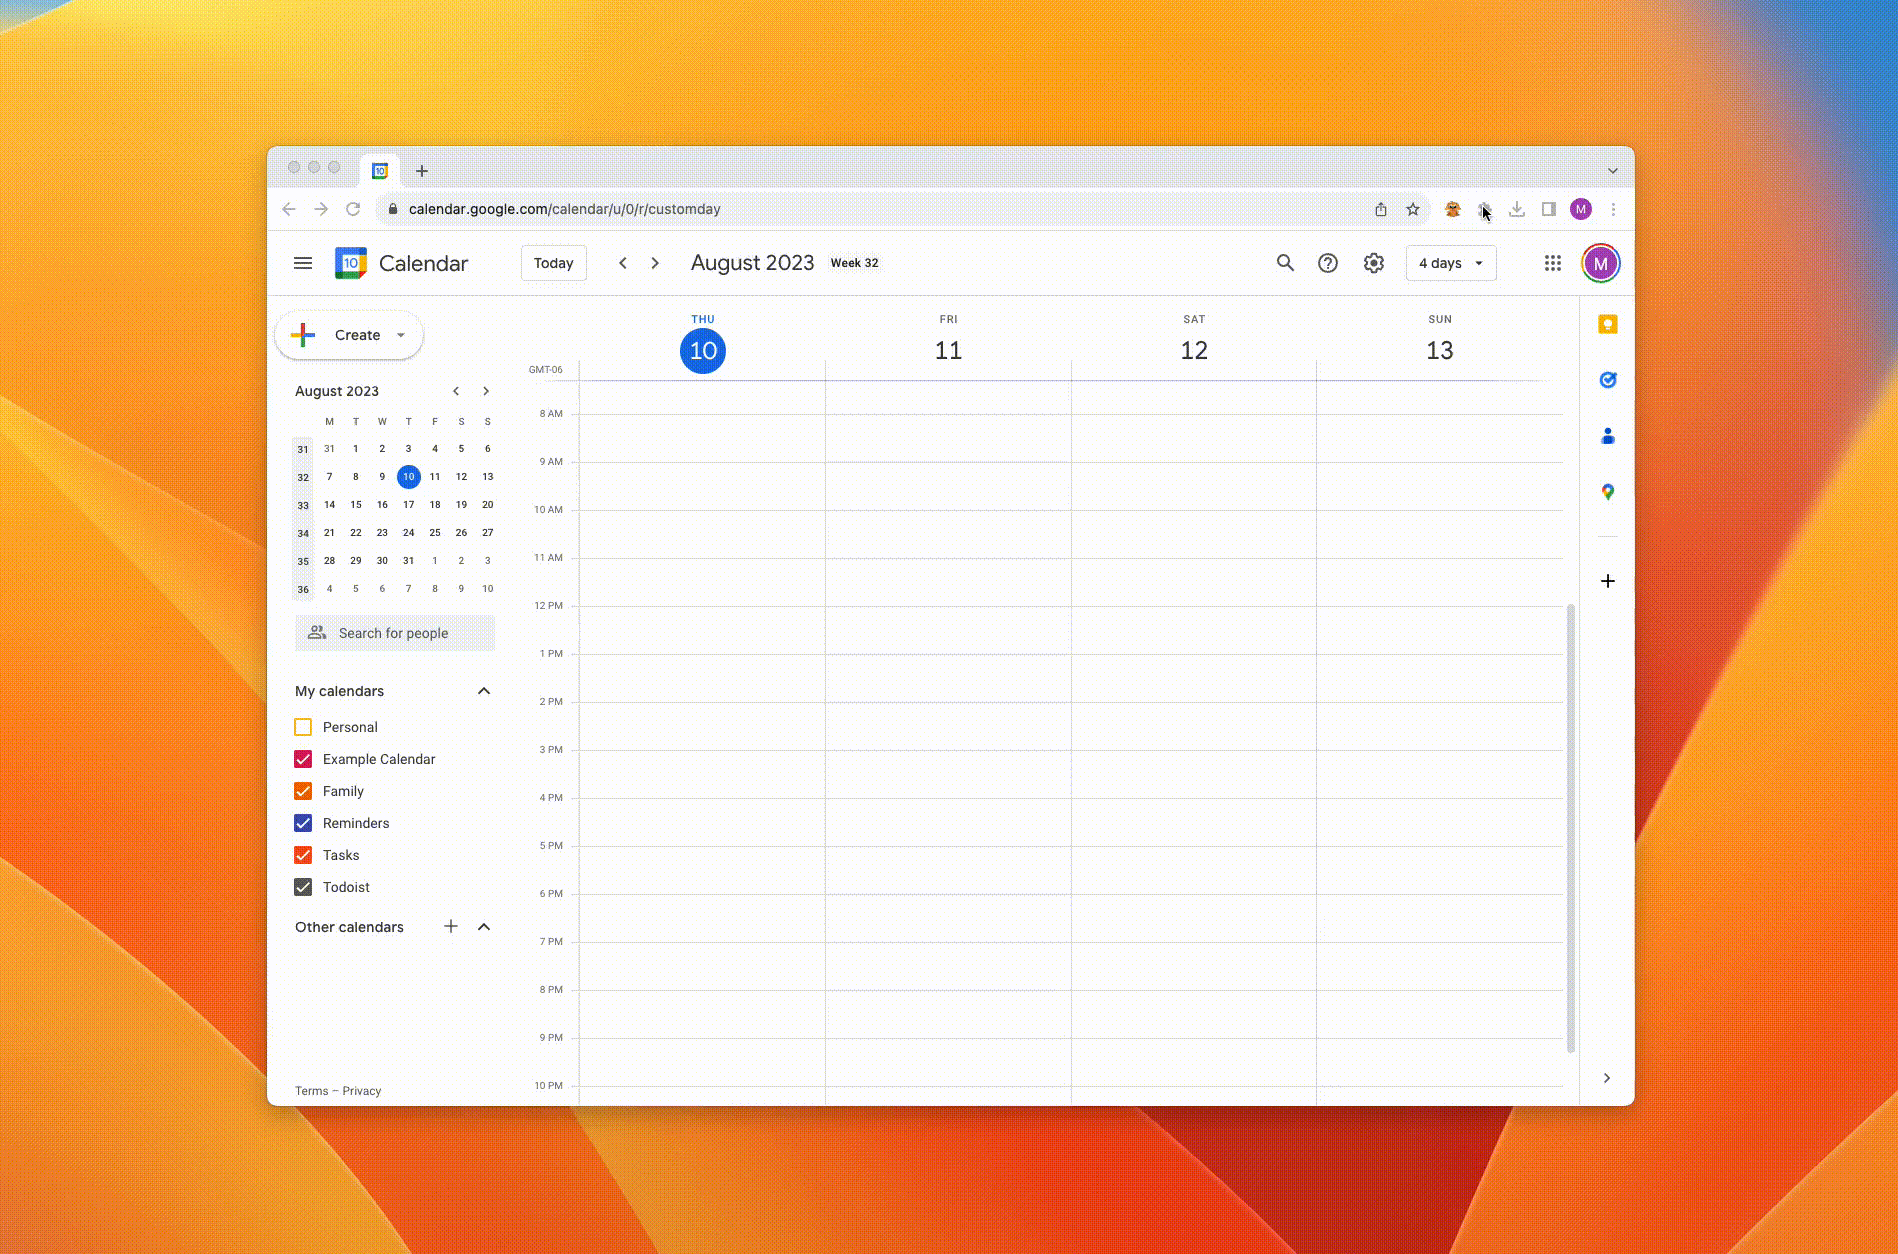 10
calendar.google.com/calendar/u/0/r/customday
M
10 Calendar
Today
August 2023 Week 32
4 days
M
Create
August 2023
M T W T F S S
31 31 1 2 3 4 5 6
32 7 8 9 10 11 12 13
33 14 15 16 17 18 19 20
34 21 22 23 24 25 26 27
35 28 29 30 31 1 2 3
36 4 5 6 7 8 9 10
Search for people
My calendars
Personal
Example Calendar
Family
Reminders
Tasks
Todoist
Other calendars
Terms – Privacy
THU FRI SAT SUN
10 11 12 13
GMT-06
8 AM
9 AM
10 AM
11 AM
12 PM
1 PM
2 PM
3 PM
4 PM
5 PM
6 PM
7 PM
8 PM
9 PM
10 PM